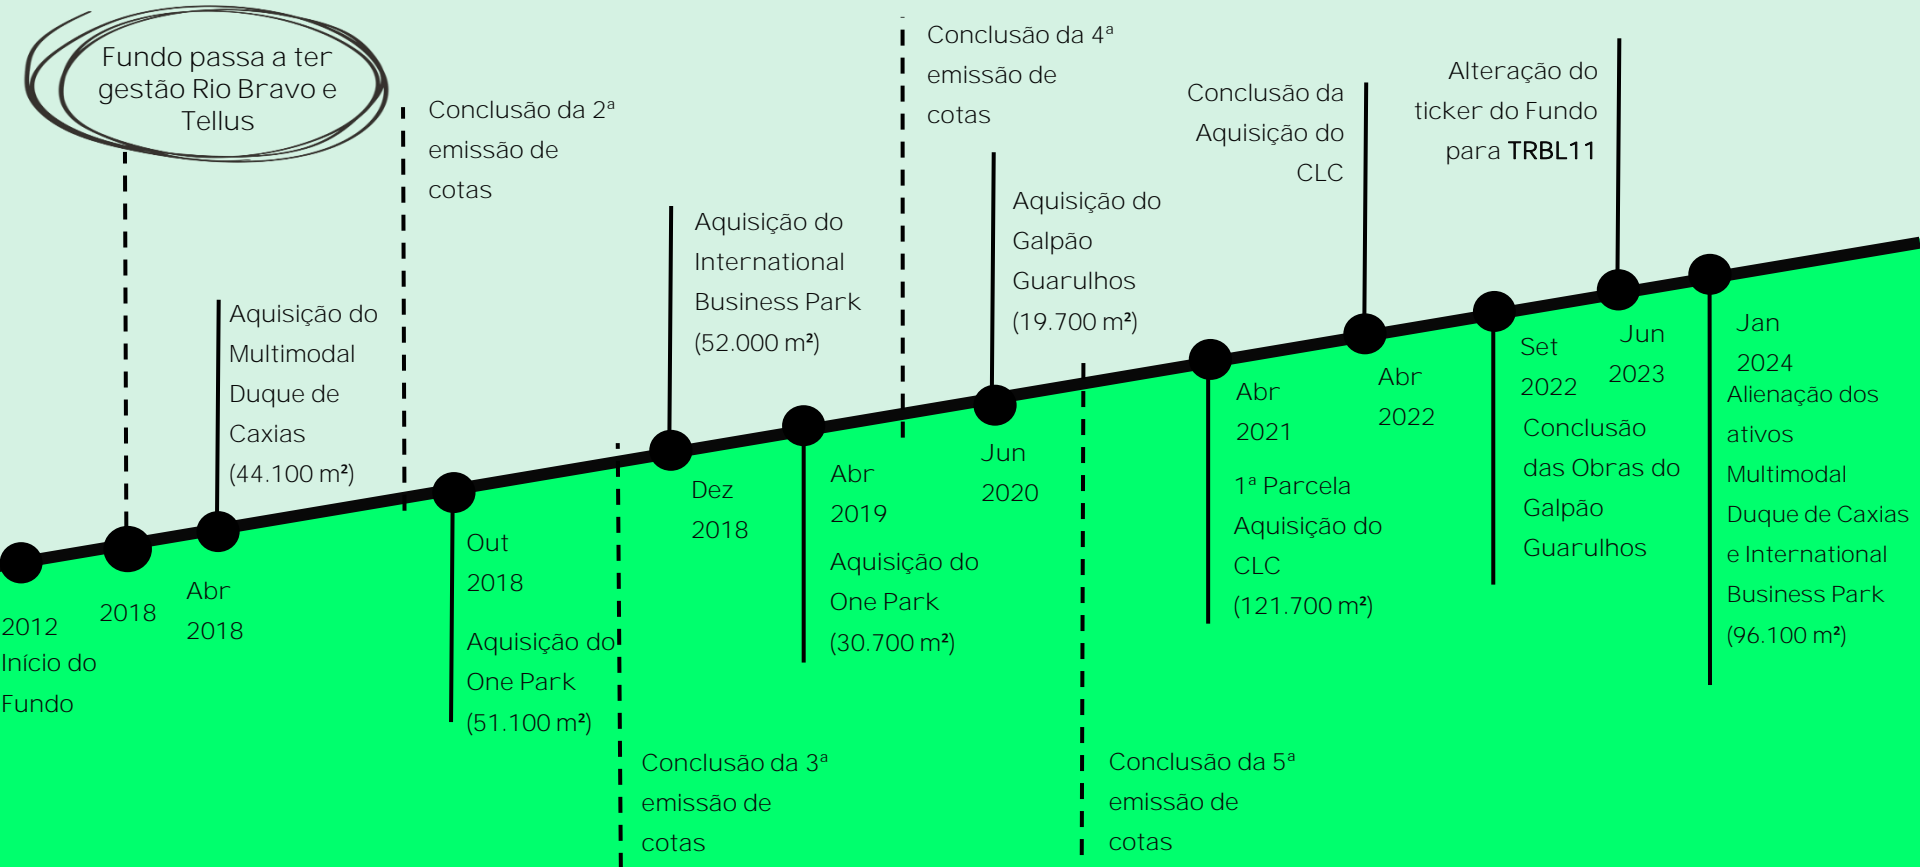 Fundo passa a ter
gestão Rio Bravo e
Tellus
2012
Início do
Fundo
2018
Aquisição do
Multimodal
Duque de
Caxias
(44.100 m²)
Abr
2018
Conclusão da 2ª
emissão de
cotas
Out
2018
Aquisição do
One Park
(51.100 m²)
Conclusão da 3ª
emissão de
cotas
Aquisição do
International
Business Park
(52.000 m²)
Dez
2018
Abr
2019
Aquisição do
One Park
(30.700 m²)
Conclusão da 4ª
emissão de
cotas
Aquisição do
Galpão
Guarulhos
(19.700 m²)
Jun
2020
Conclusão da 5ª
emissão de
cotas
Abr
2021
1ª Parcela
Aquisição do
CLC
(121.700 m²)
Conclusão da
Aquisição do
CLC
Abr
2022
Set
2022
Conclusão
das Obras do
Galpão
Guarulhos
Alteração do
ticker do Fundo
para TRBL11
Jun
2023
Jan
2024
Alienação dos
ativos
Multimodal
Duque de Caxias
e International
Business Park
(96.100 m²)